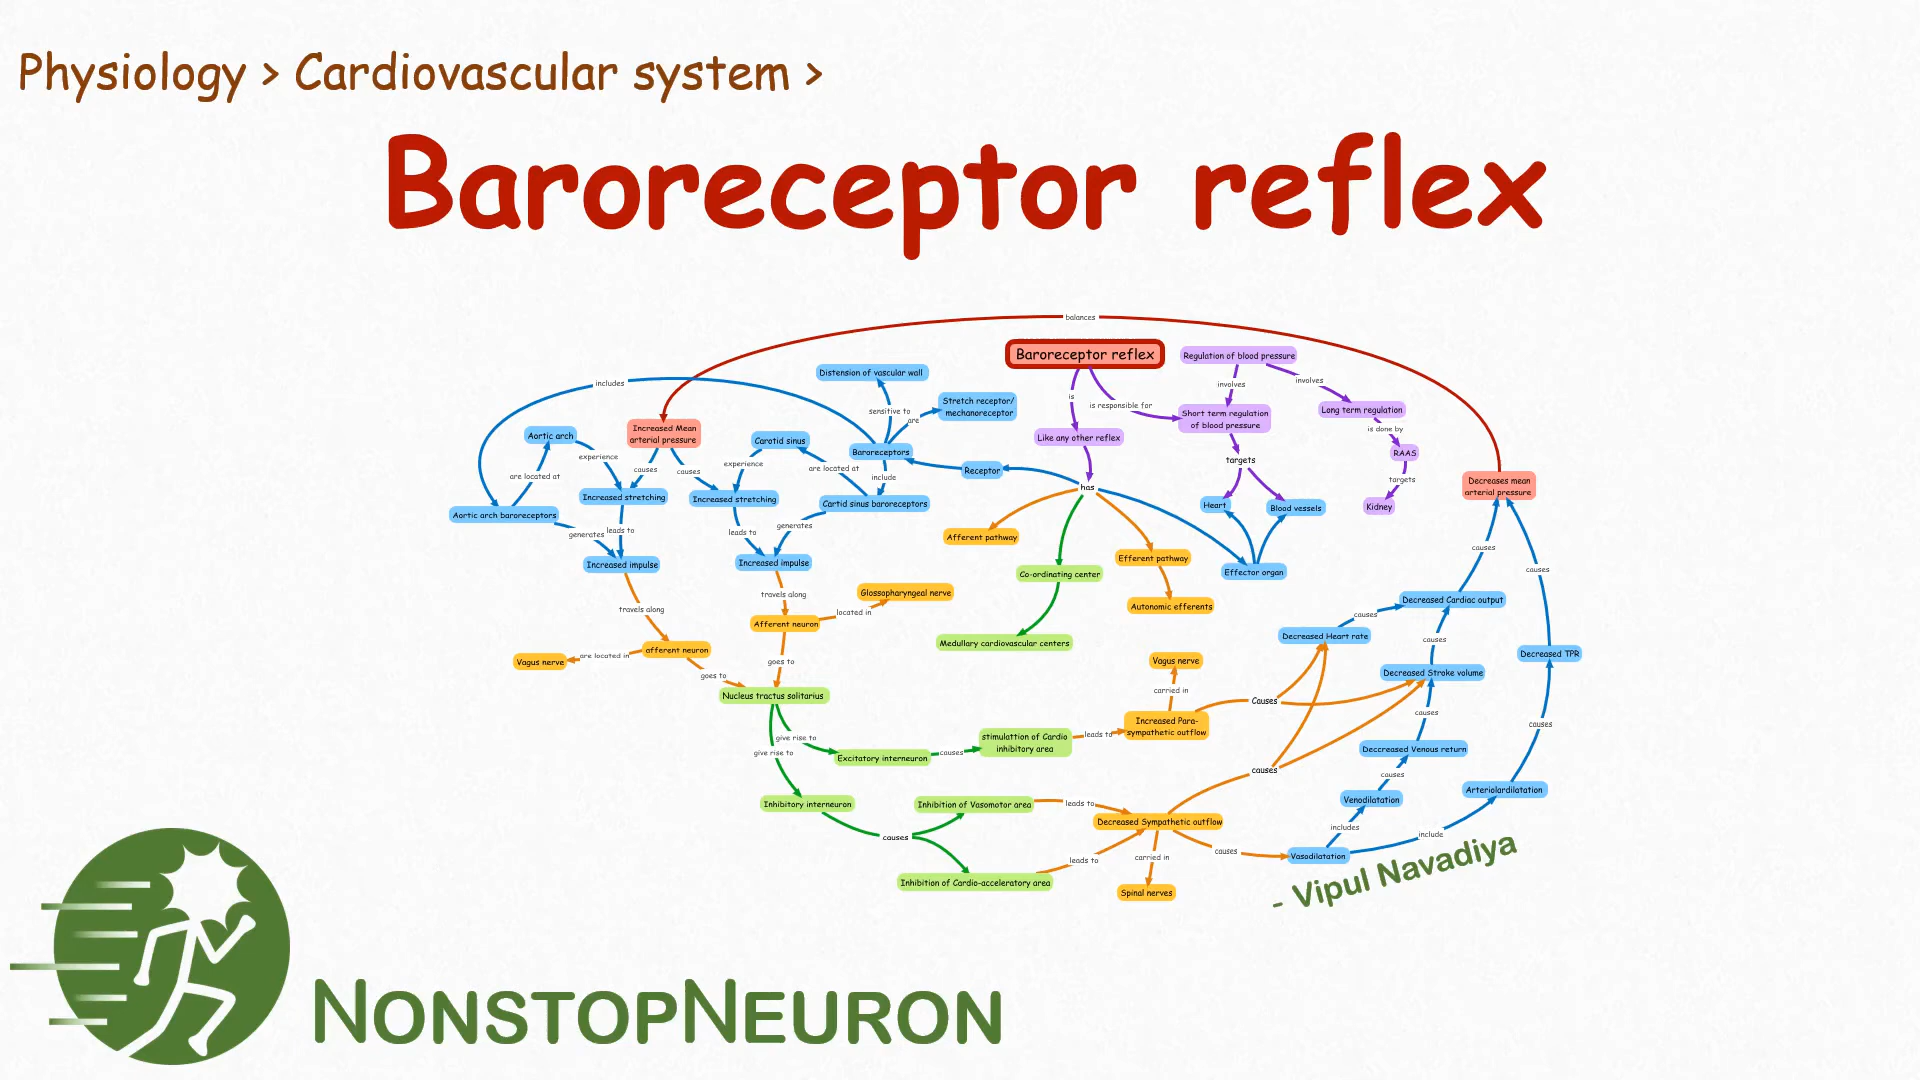 Physiology > Cardiovascular system >
Baroreceptor reflex
balances
Baroreceptor reflex
Regulation of blood pressure
Distension of vascular wall
includes
involves
involves
is
sensitive to
Stretch receptor/
mechanoreceptor
are
is responsible for
Short term regulation
of blood pressure
Long term regulation
is done by
Increased Mean
arterial pressure
Aortic arch
Carotid sinus
Baroreceptors
Like any other reflex
RAAS
experience
causes
causes
experience
are located at
Receptor
targets
are located at
include
has
targets
Decreases mean
arterial pressure
Increased stretching
Increased stretching
Cartid sinus baroreceptors
Heart
Blood vessels
Kidney
Aortic arch baroreceptors
generates
leads to
leads to
generates
Afferent pathway
Efferent pathway
causes
Increased impulse
Increased impulse
Co-ordinating center
Effector organ
causes
travels along
Glossopharyngeal nerve
Autonomic efferents
Decreased Cardiac output
travels along
located in
causes
Afferent neuron
Medullary cardiovascular centers
Decreased Heart rate
causes
Vagus nerve
are located in
afferent neuron
goes to
Vagus nerve
Decreased TPR
goes to
Decreased Stroke volume
Nucleus tractus solitarius
carried in
Causes
causes
causes
give rise to
give rise to
Excitatory interneuron
causes
stimulattion of Cardio
inhibitory area
leads to
Increased Para-
sympathetic outflow
Deccreased Venous return
causes
causes
Inhibitory interneuron
Inhibition of Vasomotor area
leads to
Venodilatation
Arteriolardilatation
causes
Decreased Sympathetic outflow
includes
include
leads to
carried in
causes
Vasodilatation
Inhibition of Cardio-acceleratory area
Spinal nerves
- Vipul Navadiya
NONSTOPNEURON